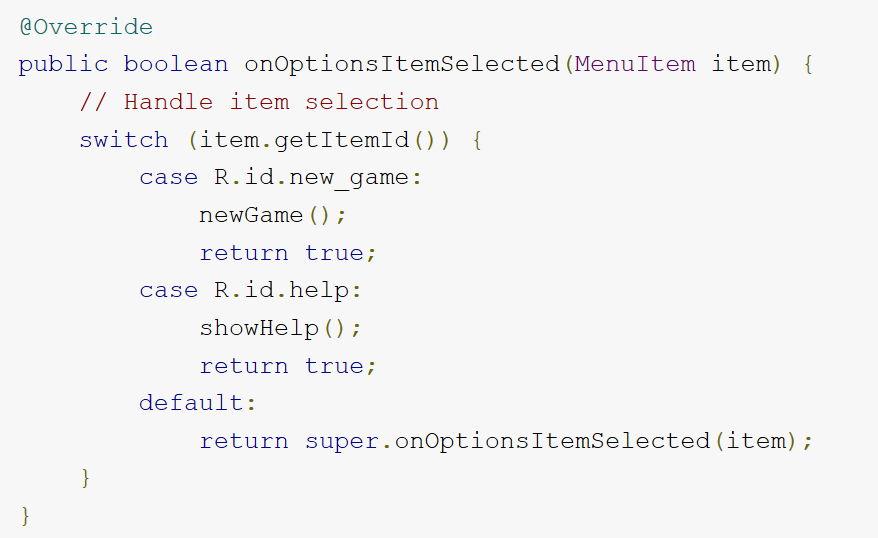 @Override
public boolean onOptionsItemSelected(MenuItem item) {
    // Handle item selection
    switch (item.getItemId()) {
        case R.id.new_game:
            newGame();
            return true;
        case R.id.help:
            showHelp();
            return true;
        default:
            return super.onOptionsItemSelected(item);
    }
}